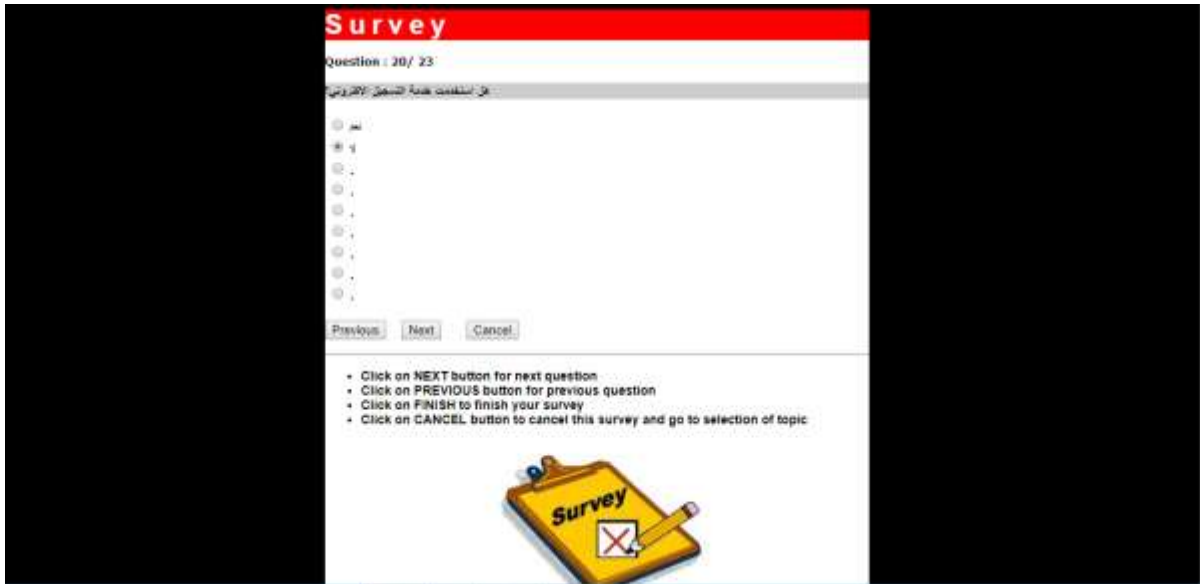 Survey
Question : 20/ 23
هل استخدمت خدمة التسجيل الالكتروني؟
نعم
لا
.
.
.
.
.
.
.
Previous Next Cancel
Click on NEXT button for next question
Click on PREVIOUS button for previous question
Click on FINISH to finish your survey
Click on CANCEL button to cancel this survey and go to selection of topic
Survey